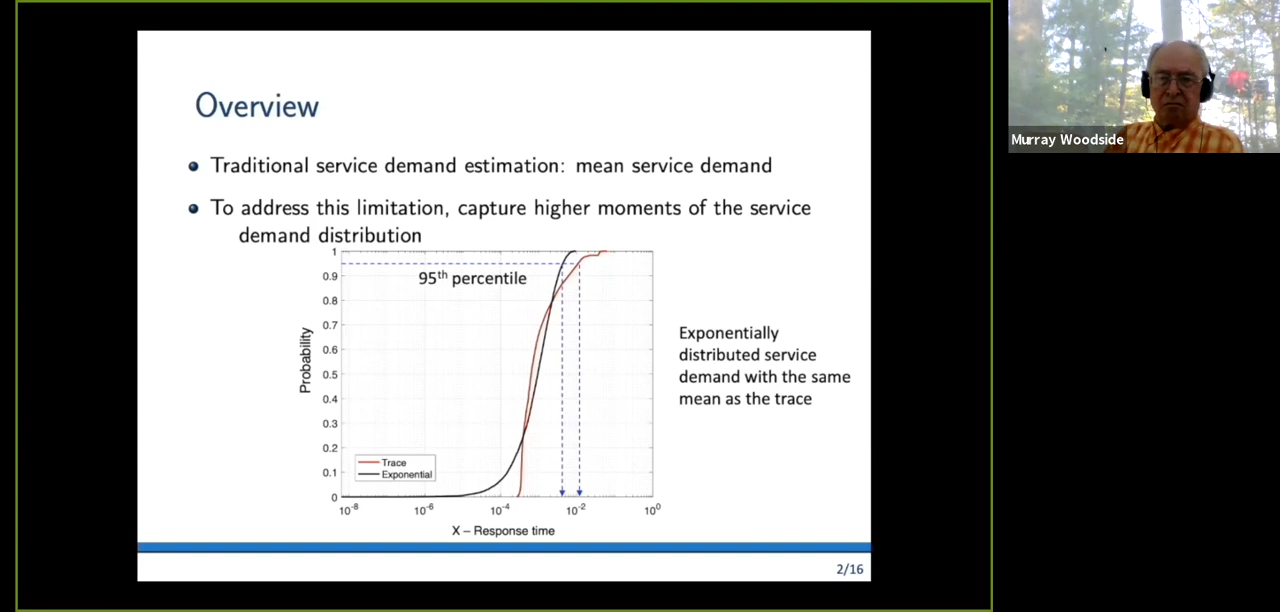 Overview
Traditional service demand estimation: mean service demand
To address this limitation, capture higher moments of the service
demand distribution
1
0.9
0.8
0.7
0.6
0.5
0.4
0.3
0.2
0.1
0
95th percentile
Probability
Trace
Exponential
10-8
10-6
10-4
10-2
100
X – Response time
Exponentially
distributed service
demand with the same
mean as the trace
2/16
Murray Woodside